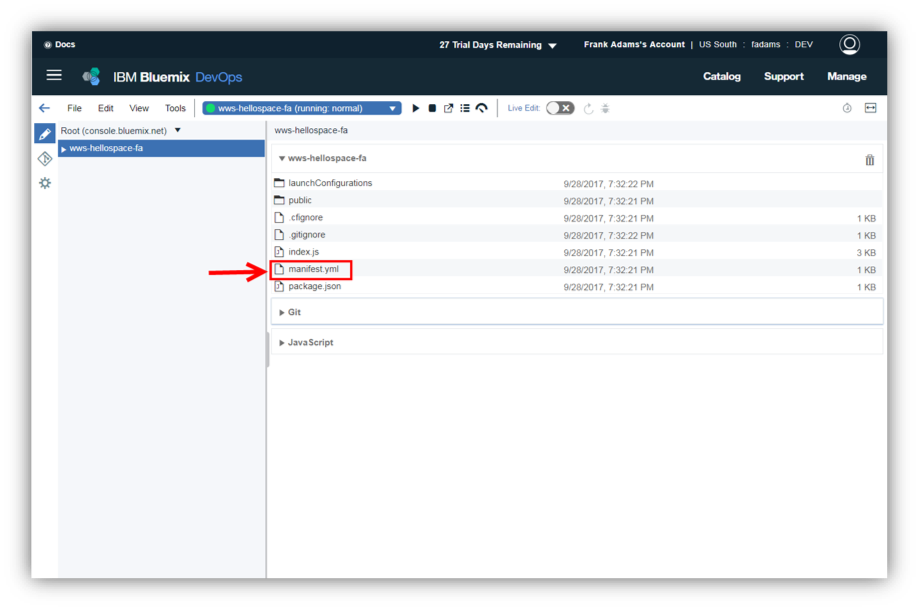 Docs
27 Trial Days Remaining
Frank Adams's Account | US South : fadams : DEV
IBM Bluemix DevOps
Catalog Support Manage
File Edit View Tools
wws-hellospace-fa (running: normal)
Live Edit:
Root (console.bluemix.net)
wws-hellospace-fa
wws-hellospace-fa
wws-hellospace-fa
launchConfigurations 9/28/2017, 7:32:22 PM
public 9/28/2017, 7:32:21 PM
.cfignore 9/28/2017, 7:32:21 PM 1 KB
.gitignore 9/28/2017, 7:32:21 PM 1 KB
index.js 9/28/2017, 7:32:21 PM 3 KB
manifest.yml 9/28/2017, 7:32:21 PM 1 KB
package.json 9/28/2017, 7:32:21 PM 1 KB
Git
JavaScript